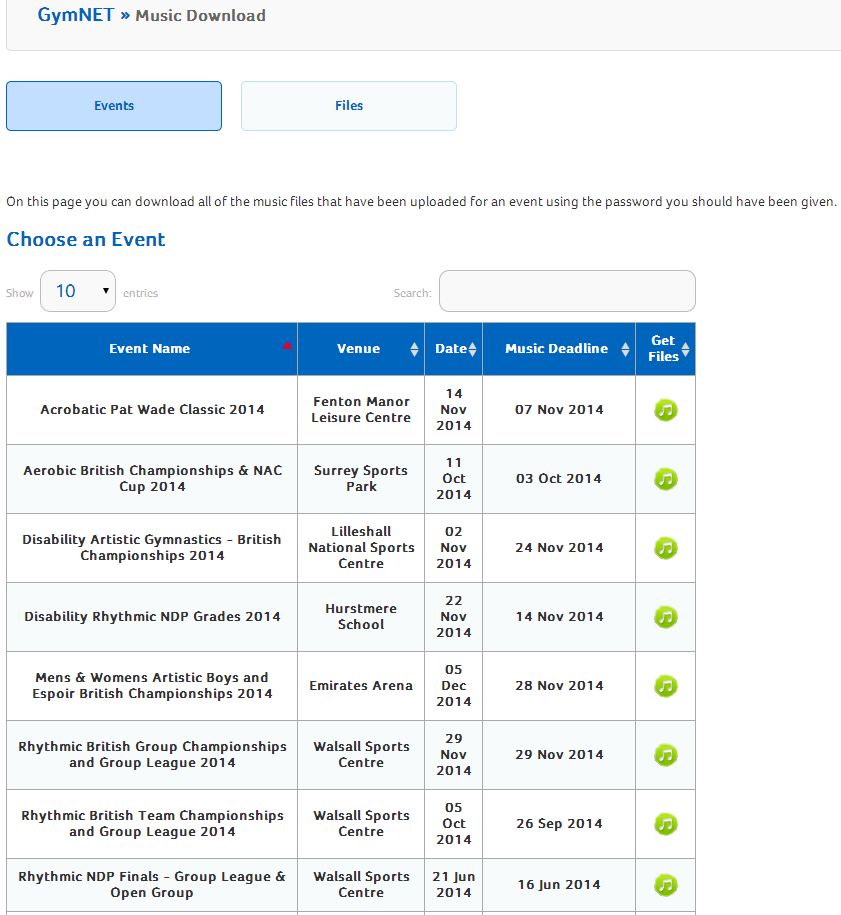 GymNET » Music Download
Events
Files
On this page you can download all of the music files that have been uploaded for an event using the password you should have been given.
Choose an Event
Show 10 entries
Search:
Event Name
Venue
Date
Music Deadline
Get
Files
Acrobatic Pat Wade Classic 2014
Fenton Manor
Leisure Centre
14
Nov
2014
07 Nov 2014
Aerobic British Championships & NAC
Cup 2014
Surrey Sports
Park
11
Oct
2014
03 Oct 2014
Disability Artistic Gymnastics - British
Championships 2014
Lilleshall
National Sports
Centre
02
Nov
2014
24 Nov 2014
Disability Rhythmic NDP Grades 2014
Hurstmere
School
22
Nov
2014
14 Nov 2014
Mens & Womens Artistic Boys and
Espoir British Championships 2014
Emirates Arena
05
Dec
2014
28 Nov 2014
Rhythmic British Group Championships
and Group League 2014
Walsall Sports
Centre
29
Nov
2014
29 Nov 2014
Rhythmic British Team Championships
and Group League 2014
Walsall Sports
Centre
05
Oct
2014
26 Sep 2014
Rhythmic NDP Finals - Group League &
Open Group
Walsall Sports
Centre
21 Jun
2014
16 Jun 2014